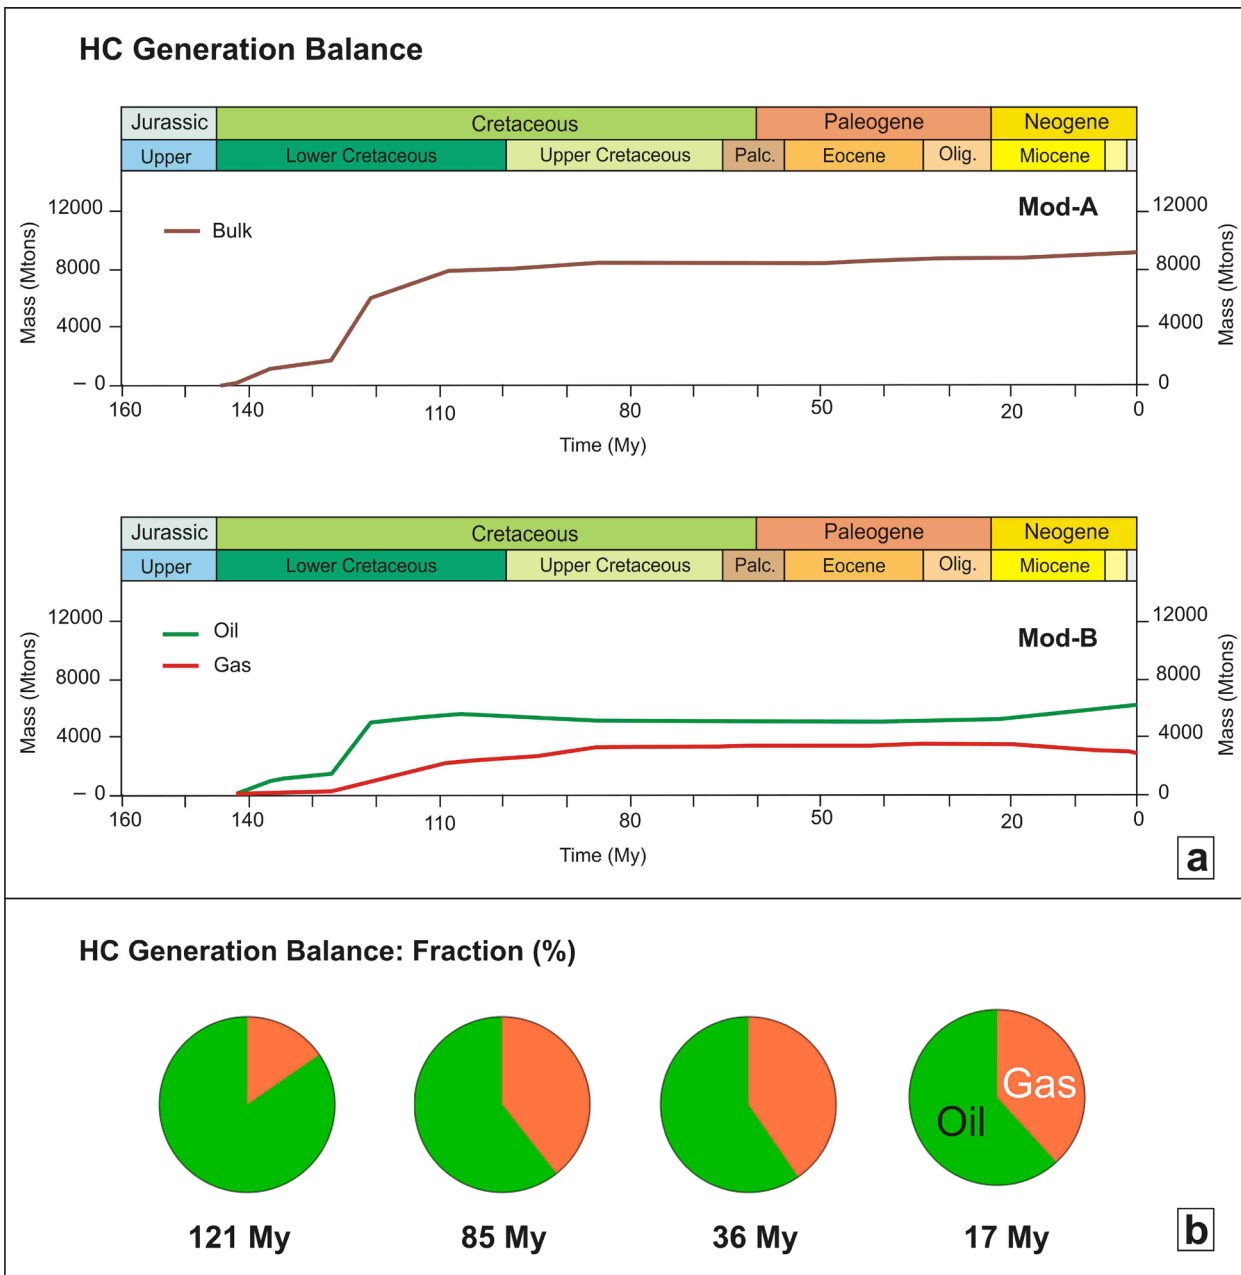 HC Generation Balance
Jurassic Cretaceous Paleogene Neogene
Upper Lower Cretaceous Upper Cretaceous Palc. Eocene Olig. Miocene
Mod-A
Bulk
12000 12000
8000 8000
4000 4000
– 0 0
Mass (Mtons) Mass (Mtons)
160 140 110 80 50 20 0
Time (My)
Jurassic Cretaceous Paleogene Neogene
Upper Lower Cretaceous Upper Cretaceous Palc. Eocene Olig. Miocene
Mod-B
Oil
Gas
12000 12000
8000 8000
4000 4000
– 0 0
Mass (Mtons) Mass (Mtons)
160 140 110 80 50 20 0
Time (My)
a
HC Generation Balance: Fraction (%)
Gas
Oil
121 My 85 My 36 My 17 My
b